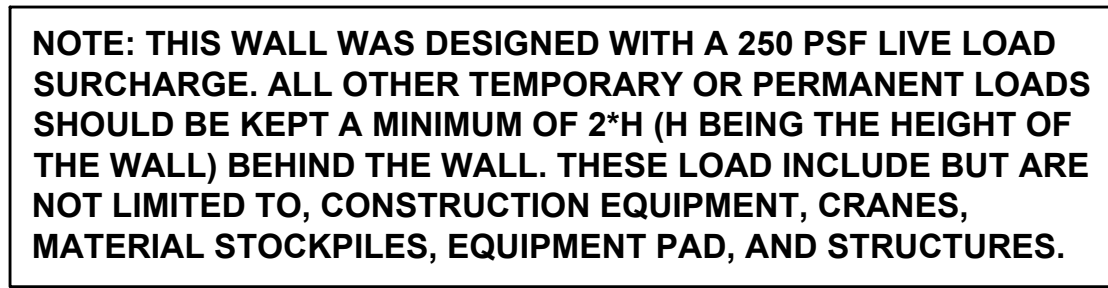 NOTE: THIS WALL WAS DESIGNED WITH A 250 PSF LIVE LOAD
SURCHARGE. ALL OTHER TEMPORARY OR PERMANENT LOADS
SHOULD BE KEPT A MINIMUM OF 2*H (H BEING THE HEIGHT OF
THE WALL) BEHIND THE WALL. THESE LOAD INCLUDE BUT ARE
NOT LIMITED TO, CONSTRUCTION EQUIPMENT, CRANES,
MATERIAL STOCKPILES, EQUIPMENT PAD, AND STRUCTURES.